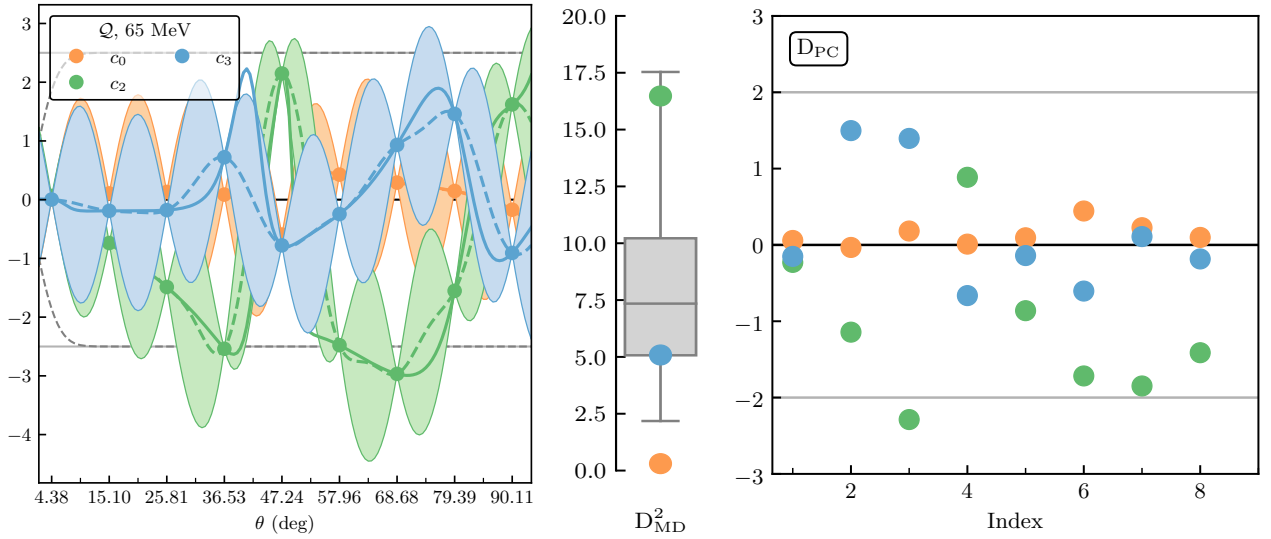 𝒬, 65 MeV
c₀ c₃
c₂
3
2
1
0
−1
−2
−3
−4
4.38 15.10 25.81 36.53 47.24 57.96 68.68 79.39 90.11
θ (deg)
20.0
17.5
15.0
12.5
10.0
7.5
5.0
2.5
0.0
D²_MD
D_PC
3
2
1
0
−1
−2
−3
2 4 6 8
Index